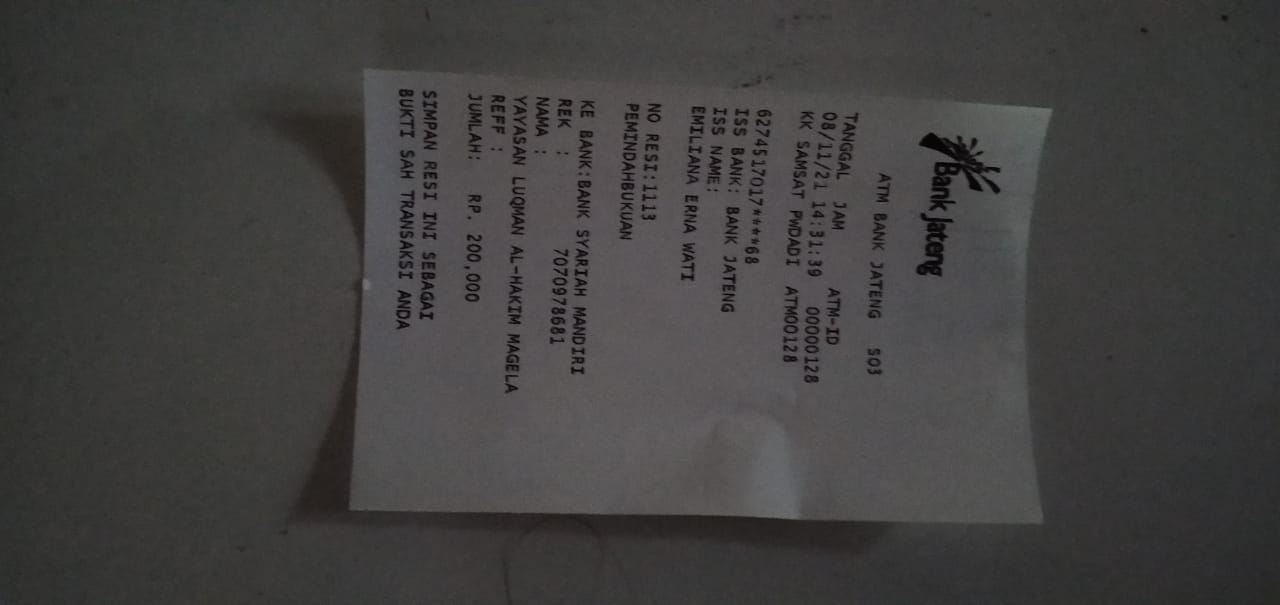 Bank Jateng
ATM BANK JATENG S03
TANGGAL JAM ATM-ID
08/11/21 14:31:39 00000128
KK SAMSAT PWDADI ATM00128
6274517017****68
ISS BANK: BANK JATENG
ISS NAME:
EMILIANA ERNA WATI
NO RESI:1113
PEMINDAHBUKUAN
KE BANK:BANK SYARIAH MANDIRI
REK : 7070978681
NAMA :
YAYASAN LUQMAN AL-HAKIM MAGELA
REFF :
JUMLAH: RP. 200,000
SIMPAN RESI INI SEBAGAI
BUKTI SAH TRANSAKSI ANDA